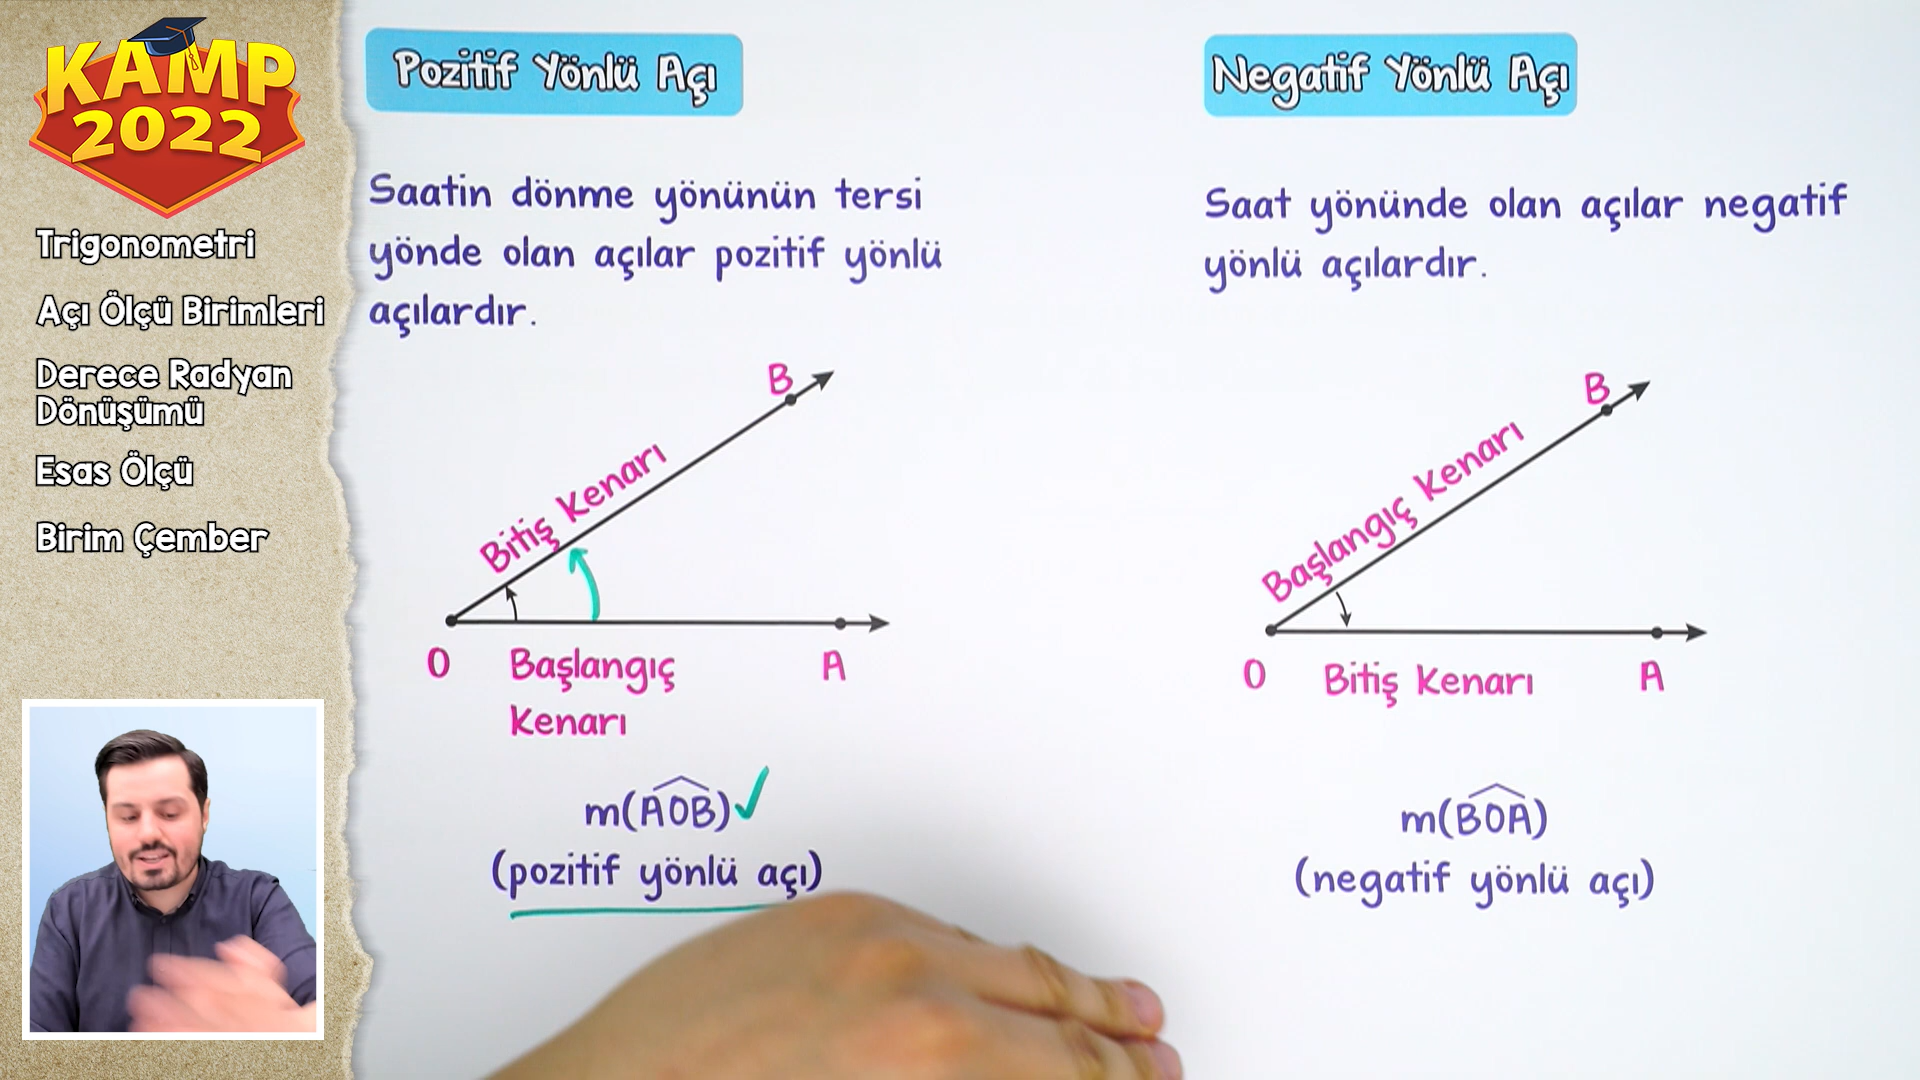 KAMP
2022
Trigonometri
Açı Ölçü Birimleri
Derece Radyan
Dönüşümü
Esas Ölçü
Birim Çember
Pozitif Yönlü Açı
Saatin dönme yönünün tersi
yönde olan açılar pozitif yönlü
açılardır.
B
Bitiş Kenarı
O
Başlangıç
Kenarı
A
m(AOB)✓
(pozitif yönlü açı)
Negatif Yönlü Açı
Saat yönünde olan açılar negatif
yönlü açılardır.
B
Başlangıç Kenarı
O
Bitiş Kenarı
A
m(BOA)
(negatif yönlü açı)